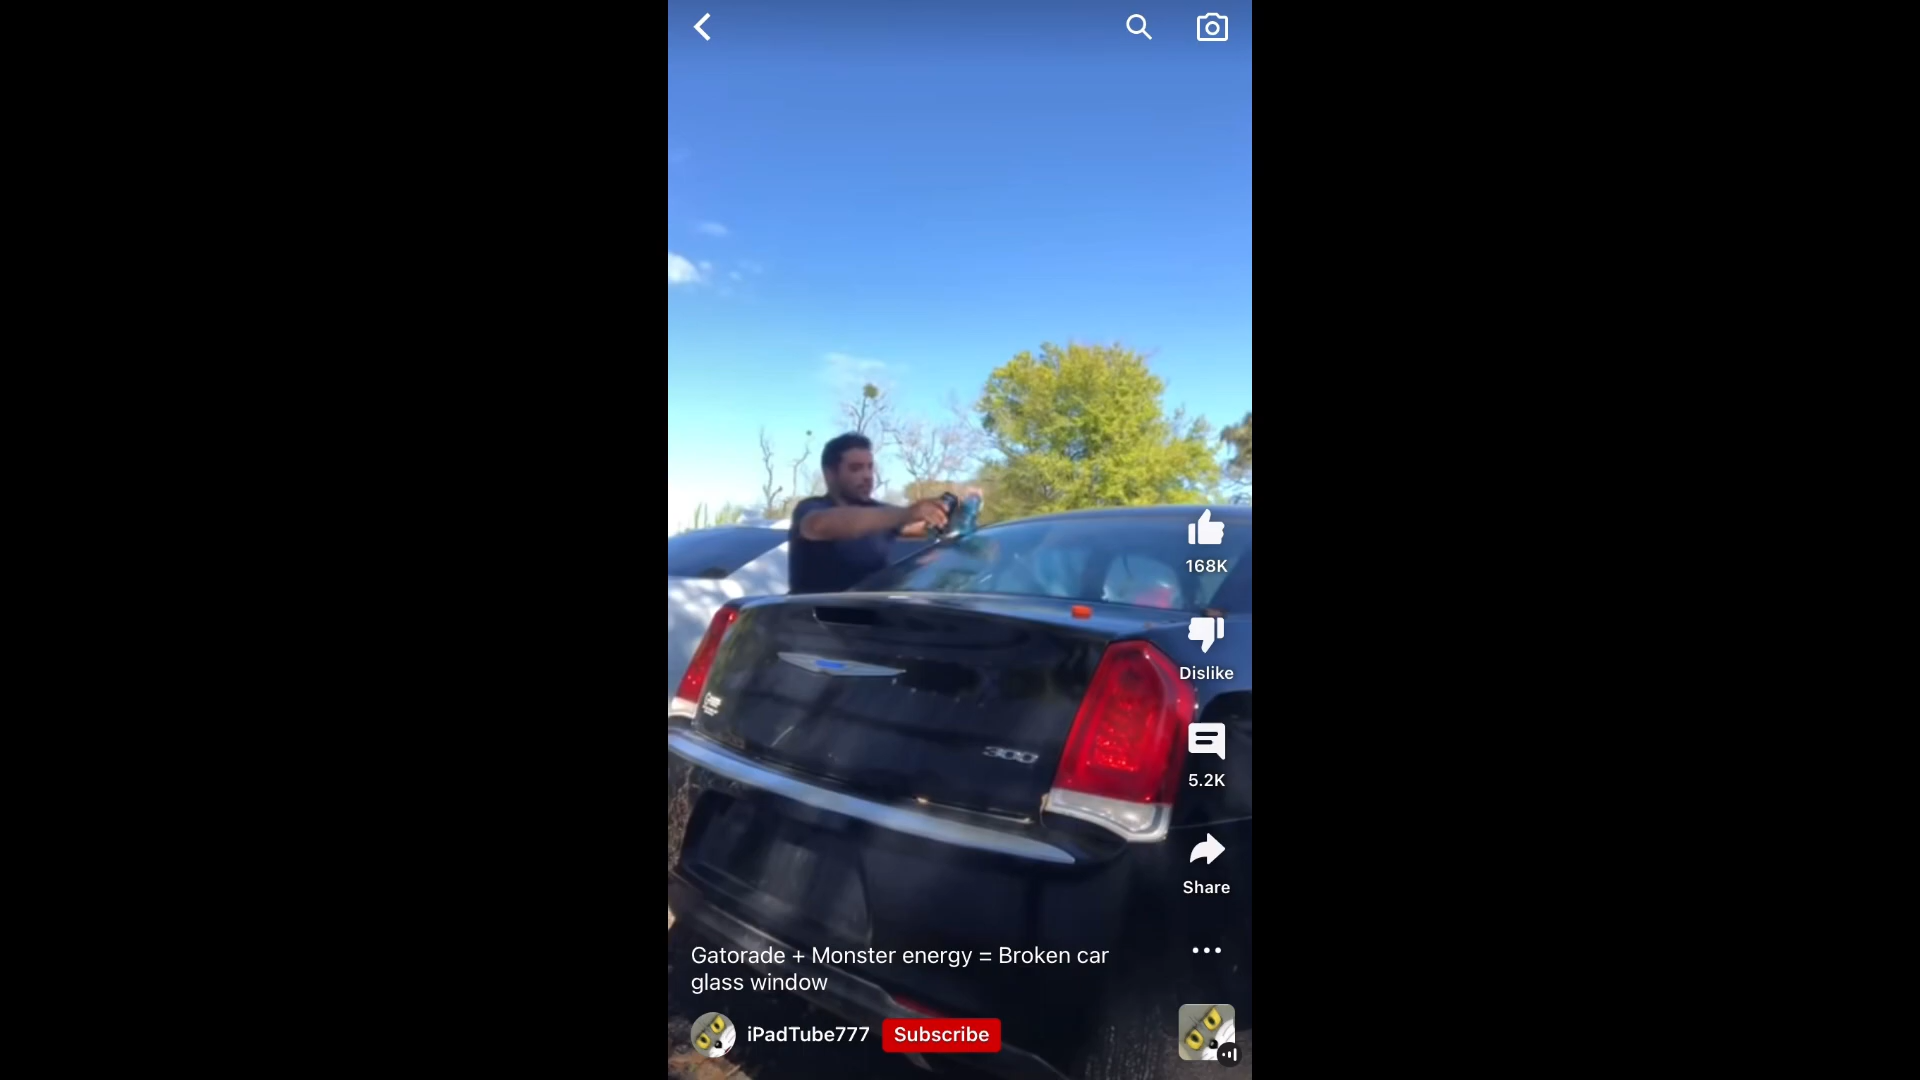 168K
Dislike
300
5.2K
Share
Gatorade + Monster energy = Broken car
glass window
iPadTube777
Subscribe